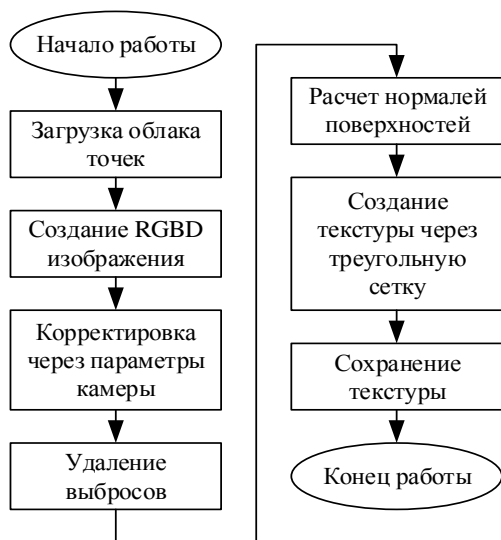 Начало работы
Загрузка облака
точек
Создание RGBD
изображения
Корректировка
через параметры
камеры
Удаление
выбросов
Расчет нормалей
поверхностей
Создание
текстуры через
треугольную
сетку
Сохранение
текстуры
Конец работы